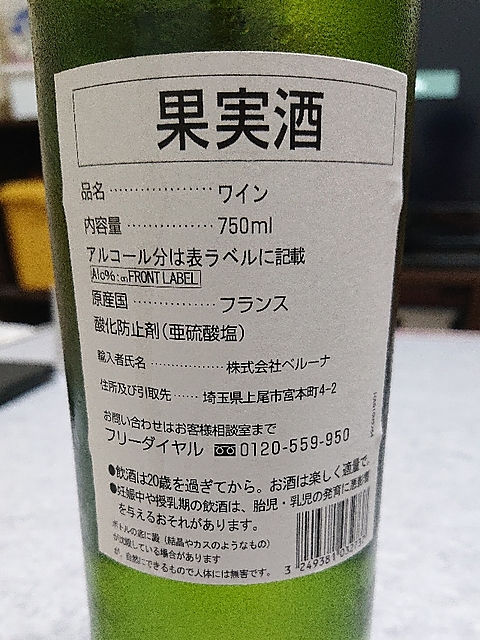 果実酒
品名‥‥‥‥‥‥‥ワイン
内容量‥‥‥‥‥‥750ml
アルコール分は表ラベルに記載
Alc%:on FRONT LABEL
原産国‥‥‥‥‥‥フランス
酸化防止剤(亜硫酸塩)
輸入者氏名‥‥‥‥‥‥株式会社ベルーナ
住所及び引取先‥‥‥埼玉県上尾市宮本町4-2
お問い合わせはお客様相談室まで
フリーダイヤル 0120-559-950
●飲酒は20歳を過ぎてから。お酒は楽しく適量で。
●妊娠中や授乳期の飲酒は、胎児・乳児の発育に悪影響
を与えるおそれがあります。
ボトルの底に澱(結晶やカスのようなもの)
が沈殿している場合があります
が、自然にできるもので人体には無害です。
3 249381